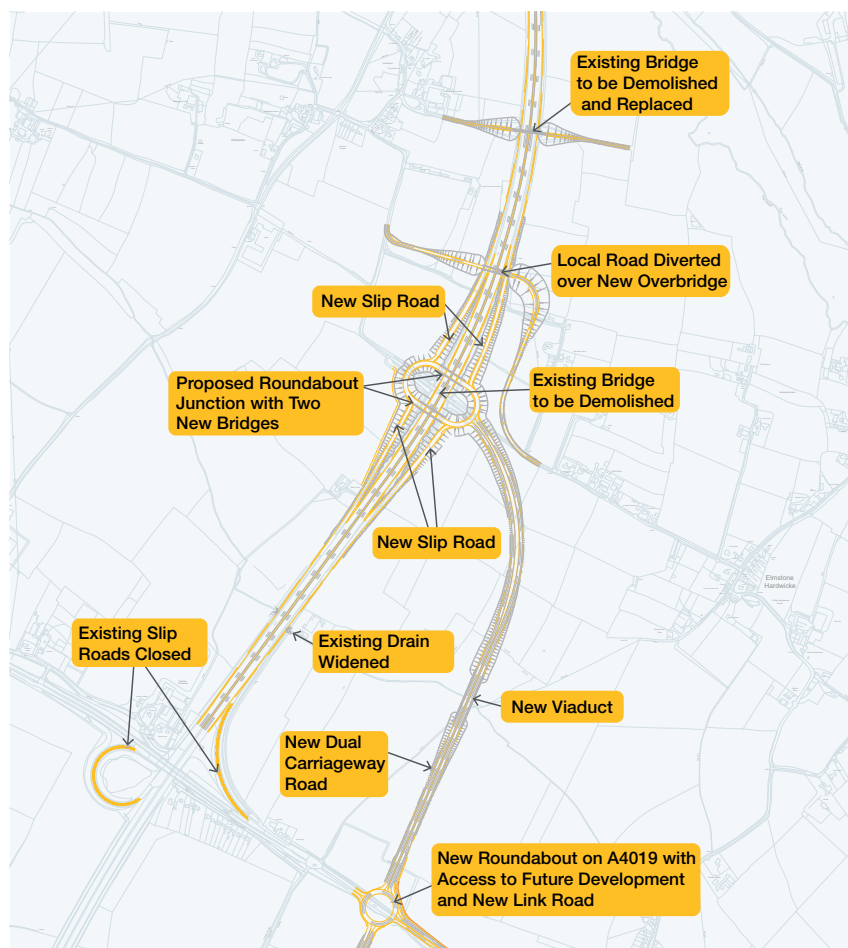 Existing Bridge
to be Demolished
and Replaced
Local Road Diverted
over New Overbridge
New Slip Road
Proposed Roundabout
Junction with Two
New Bridges
Existing Bridge
to be Demolished
New Slip Road
Elmstone
Hardwicke
Existing Slip
Roads Closed
Existing Drain
Widened
New Viaduct
New Dual
Carriageway
Road
New Roundabout on A4019 with
Access to Future Development
and New Link Road